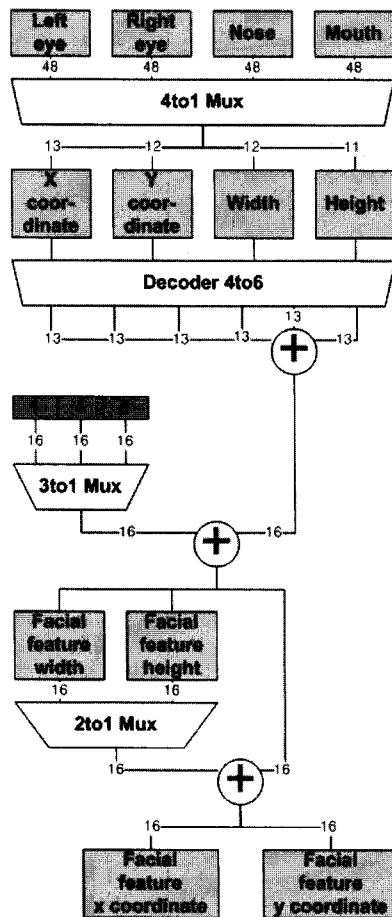 Left eye
Right eye
Nose
Mouth
48 48 48 48
4to1 Mux
13 12 12 11
X coor-dinate
Y coor-dinate
Width
Height
Decoder 4to6
13
13 13 13 13 13
16 16 16
3to1 Mux
16 16
Facial feature width
Facial feature height
16 16
2to1 Mux
16 16
16 16
Facial feature x coordinate
Facial feature y coordinate